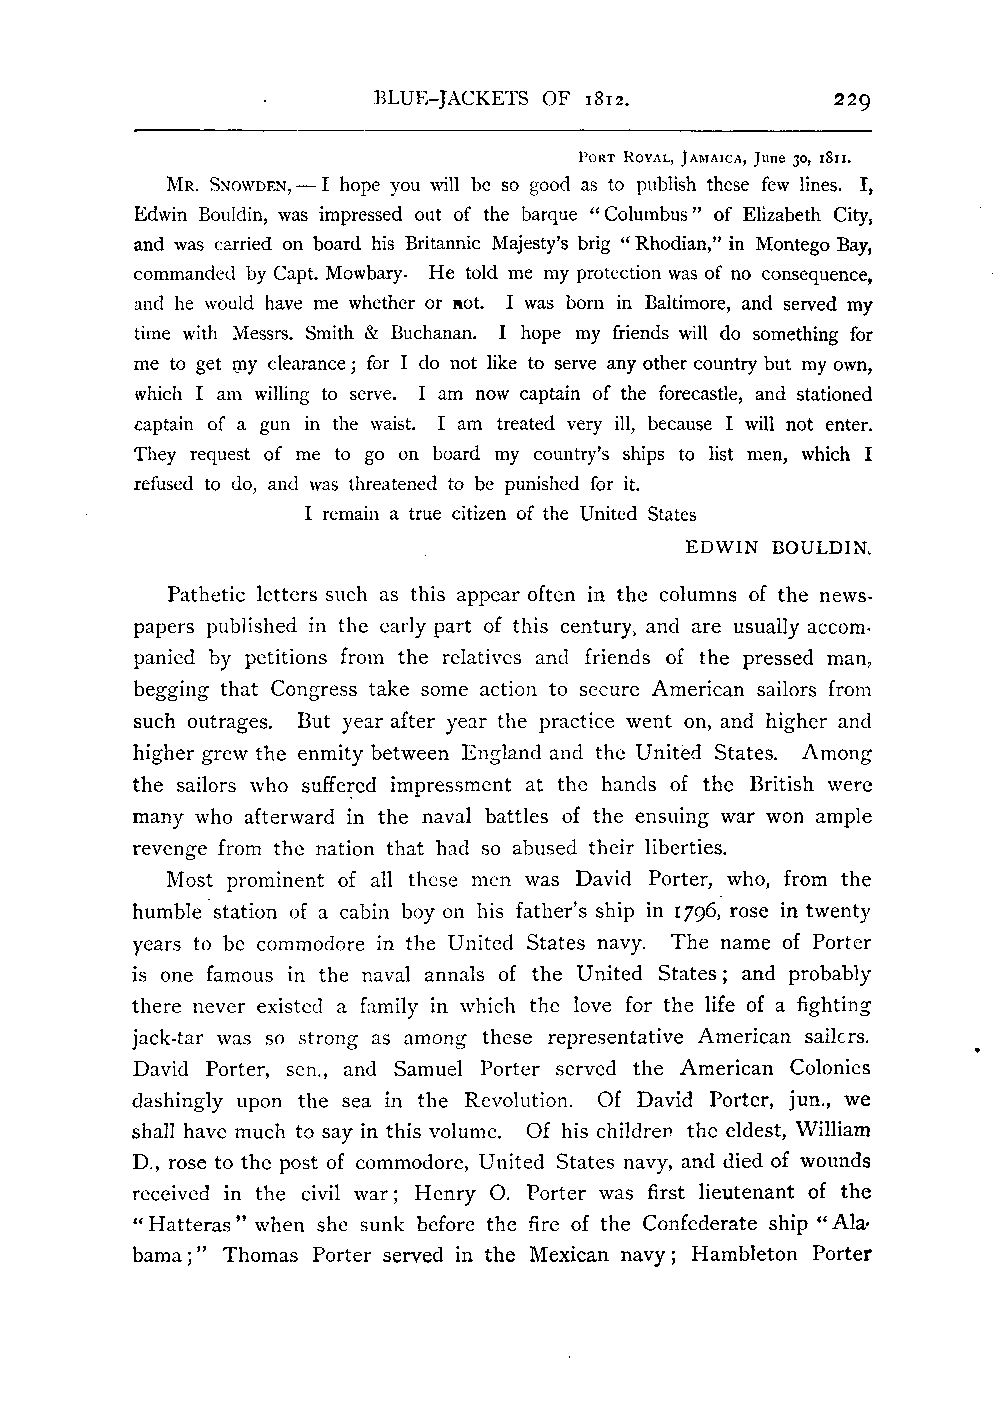 BLUE-JACKETS OF 1812. 229
PORT ROYAL, JAMAICA, June 30, 1811.
MR. SNOWDEN,—I hope you will be so good as to publish these few lines. I,
Edwin Bouldin, was impressed out of the barque “Columbus” of Elizabeth City,
and was carried on board his Britannic Majesty's brig “Rhodian,” in Montego Bay,
commanded by Capt. Mowbary. He told me my protection was of no consequence,
and he would have me whether or not. I was born in Baltimore, and served my
time with Messrs. Smith & Buchanan. I hope my friends will do something for
me to get my clearance; for I do not like to serve any other country but my own,
which I am willing to serve. I am now captain of the forecastle, and stationed
captain of a gun in the waist. I am treated very ill, because I will not enter.
They request of me to go on board my country's ships to list men, which I
refused to do, and was threatened to be punished for it.
I remain a true citizen of the United States
EDWIN BOULDIN.
Pathetic letters such as this appear often in the columns of the news-
papers published in the early part of this century, and are usually accom-
panied by petitions from the relatives and friends of the pressed man,
begging that Congress take some action to secure American sailors from
such outrages. But year after year the practice went on, and higher and
higher grew the enmity between England and the United States. Among
the sailors who suffered impressment at the hands of the British were
many who afterward in the naval battles of the ensuing war won ample
revenge from the nation that had so abused their liberties.
Most prominent of all these men was David Porter, who, from the
humble station of a cabin boy on his father's ship in 1796, rose in twenty
years to be commodore in the United States navy. The name of Porter
is one famous in the naval annals of the United States; and probably
there never existed a family in which the love for the life of a fighting
jack-tar was so strong as among these representative American sailors.
David Porter, sen., and Samuel Porter served the American Colonies
dashingly upon the sea in the Revolution. Of David Porter, jun., we
shall have much to say in this volume. Of his children the eldest, William
D., rose to the post of commodore, United States navy, and died of wounds
received in the civil war; Henry O. Porter was first lieutenant of the
“Hatteras” when she sunk before the fire of the Confederate ship “Ala-
bama;” Thomas Porter served in the Mexican navy; Hambleton Porter